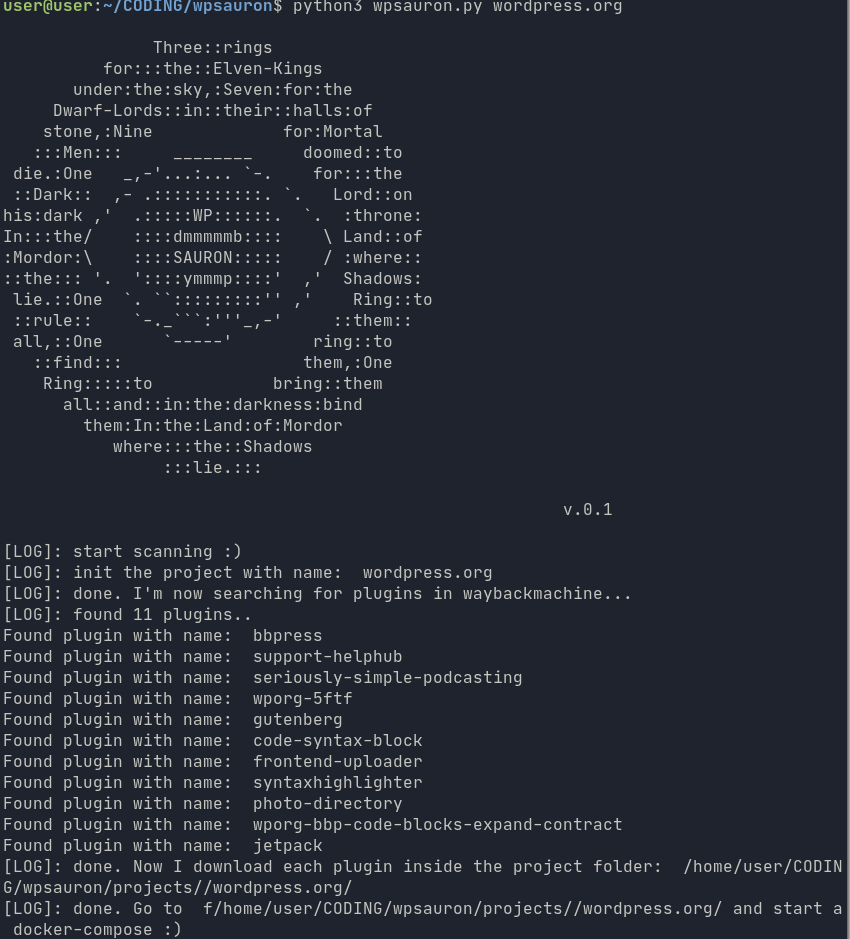 user@user:~/CODING/wpsauron$ python3 wpsauron.py wordpress.org
Three::rings
for:::the::Elven-Kings
under:the:sky,:Seven:for:the
Dwarf-Lords::in::their::halls:of
stone,:Nine             for:Mortal
:::Men:::     ________     doomed::to
die.:One   _,-'...:... `-.    for:::the
::Dark::  ,- .:::::::::::. `.   Lord::on
his:dark ,'  .:::::WP::::::.  `.  :throne:
In:::the/    ::::dmmmmmb::::    \ Land::of
:Mordor:\    ::::SAURON:::::    / :where::
::the::: '.  '::::ymmmp::::'  ,'  Shadows:
lie.::One  `. ``:::::::::'' ,'    Ring::to
::rule::    `-._```:'''_,-'     ::them::
all,::One      `-----'        ring::to
::find:::                  them,:One
Ring:::::to            bring::them
all::and::in:the:darkness:bind
them:In:the:Land:of:Mordor
where:::the::Shadows
:::lie.:::
v.0.1
[LOG]: start scanning :)
[LOG]: init the project with name:  wordpress.org
[LOG]: done. I'm now searching for plugins in waybackmachine...
[LOG]: found 11 plugins..
Found plugin with name:  bbpress
Found plugin with name:  support-helphub
Found plugin with name:  seriously-simple-podcasting
Found plugin with name:  wporg-5ftf
Found plugin with name:  gutenberg
Found plugin with name:  code-syntax-block
Found plugin with name:  frontend-uploader
Found plugin with name:  syntaxhighlighter
Found plugin with name:  photo-directory
Found plugin with name:  wporg-bbp-code-blocks-expand-contract
Found plugin with name:  jetpack
[LOG]: done. Now I download each plugin inside the project folder:  /home/user/CODIN
G/wpsauron/projects//wordpress.org/
[LOG]: done. Go to  f/home/user/CODING/wpsauron/projects//wordpress.org/ and start a
docker-compose :)